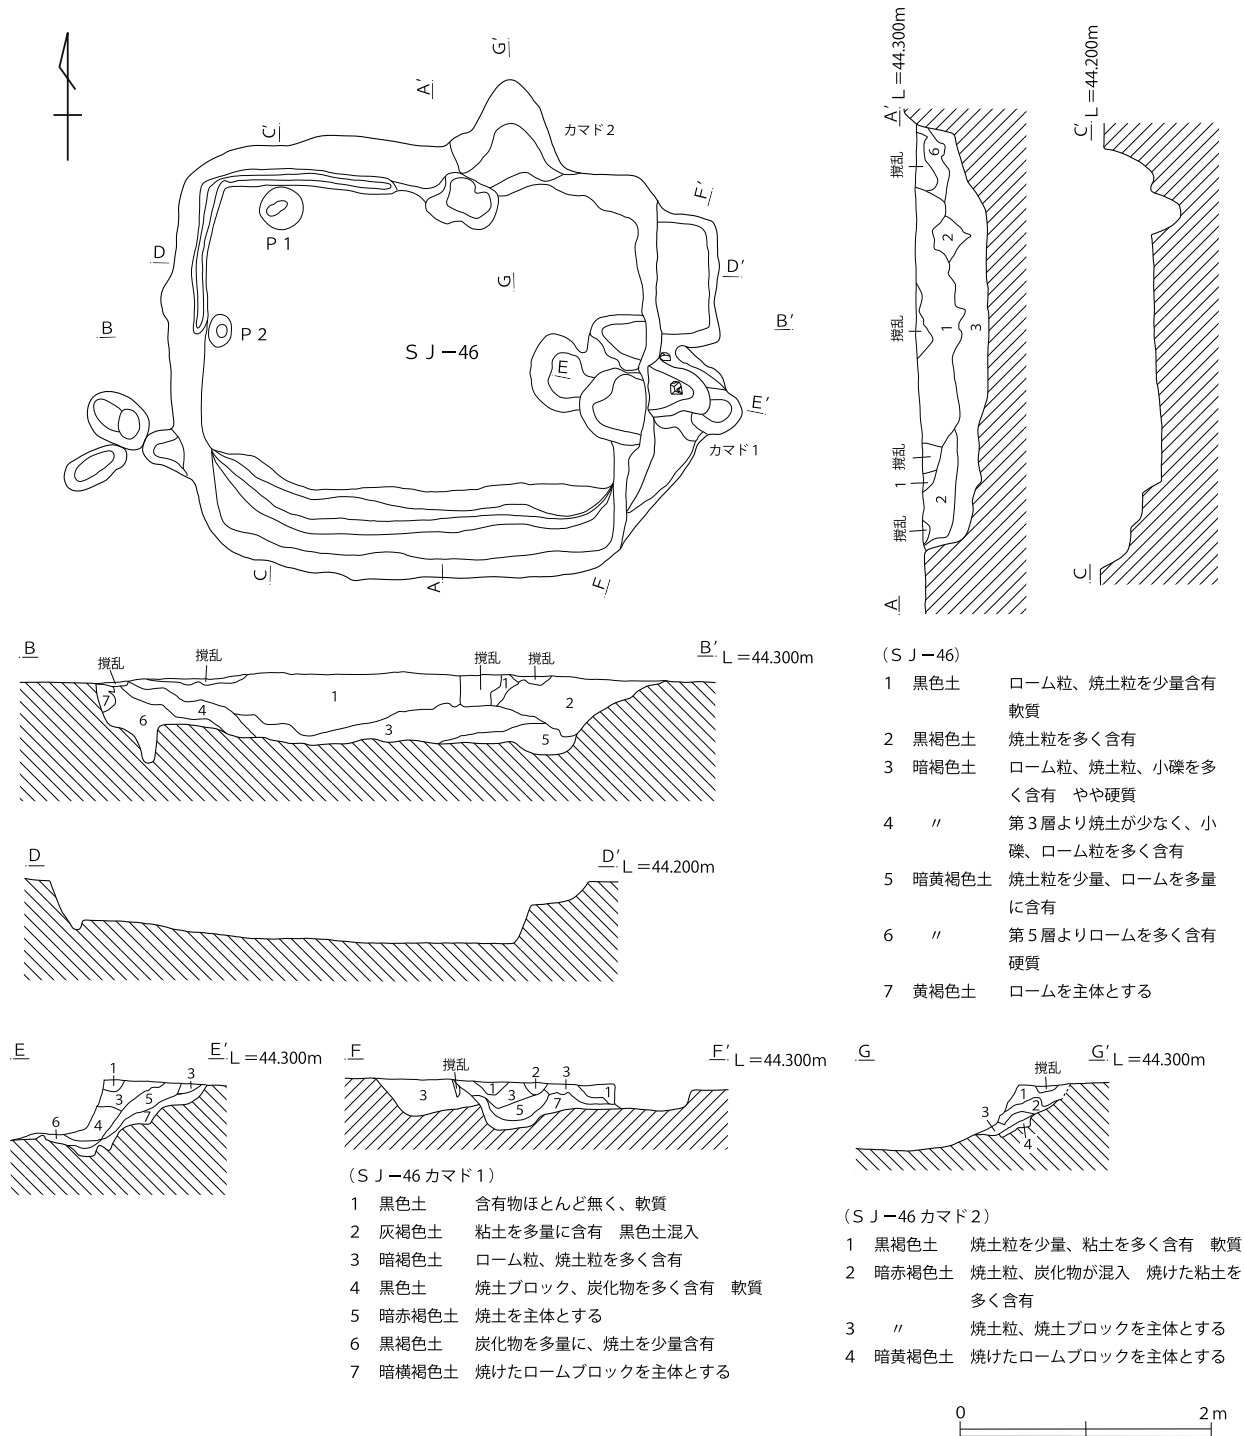 G′
A′
C′
カマド2
F′
P 1
D
D′
G
B
B′
P 2
ＳＪ－46
E
E′
カマド1
C
A
F
A′ Ｌ＝44.300m
C′ Ｌ＝44.200m
撹乱
6
2
撹乱
1
3
撹乱
1
2
撹乱
A
C
B
B′ Ｌ＝44.300m
撹乱
撹乱
撹乱
撹乱
7
6
4
1
3
1
2
5
D
D′ Ｌ＝44.200m
（ＳＪ－46）
1 黒色土 ローム粒、焼土粒を少量含有
軟質
2 黒褐色土 焼土粒を多く含有
3 暗褐色土 ローム粒、焼土粒、小礫を多
く含有　やや硬質
4 〃 第３層より焼土が少なく、小
礫、ローム粒を多く含有
5 暗黄褐色土 焼土粒を少量、ロームを多量
に含有
6 〃 第５層よりロームを多く含有
硬質
7 黄褐色土 ロームを主体とする
E
E′ Ｌ＝44.300m
1
3
3
5
6
4
7
F
F′ Ｌ＝44.300m
撹乱
2
3
3
1
3
5
7
1
G
G′ Ｌ＝44.300m
撹乱
1
2
3
4
（ＳＪ－46 カマド１）
1 黒色土 含有物ほとんど無く、軟質
2 灰褐色土 粘土を多量に含有　黒色土混入
3 暗褐色土 ローム粒、焼土粒を多く含有
4 黒色土 焼土ブロック、炭化物を多く含有　軟質
5 暗赤褐色土 焼土を主体とする
6 黒褐色土 炭化物を多量に、焼土を少量含有
7 暗横褐色土 焼けたロームブロックを主体とする
（ＳＪ－46 カマド２）
1 黒褐色土 焼土粒を少量、粘土を多く含有　軟質
2 暗赤褐色土 焼土粒、炭化物が混入　焼けた粘土を
多く含有
3 〃 焼土粒、焼土ブロックを主体とする
4 暗黄褐色土 焼けたロームブロックを主体とする
0 2 m